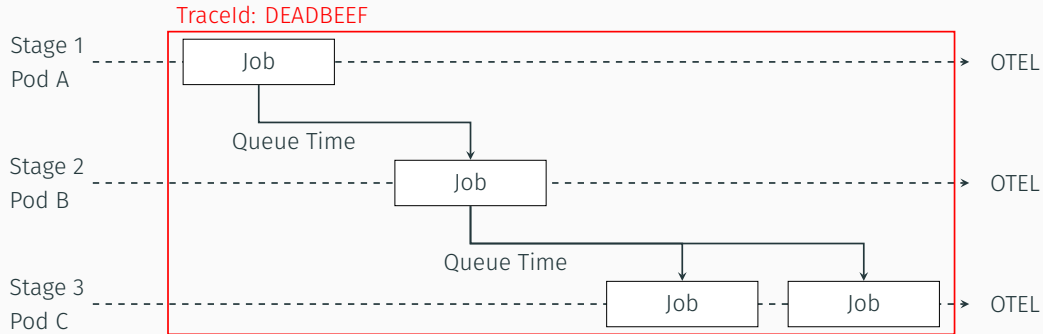 TraceId: DEADBEEF
Stage 1
Pod A
Job
OTEL
Queue Time
Stage 2
Pod B
Job
OTEL
Queue Time
Stage 3
Pod C
Job
Job
OTEL